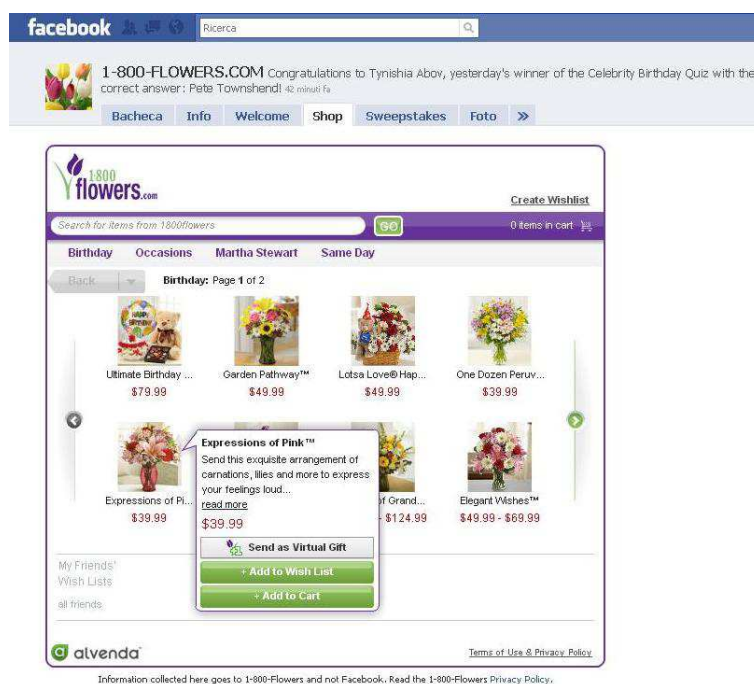 facebook
Ricerca
1-800-FLOWERS.COM Congratulations to Tynishia Abov, yesterday's winner of the Celebrity Birthday Quiz with the
correct answer: Pete Townshend! 42 minuti fa
Bacheca Info Welcome Shop Sweepstakes Foto »
1·800
flowers.com
Create Wishlist
Search for items from 1800flowers GO 0 items in cart
Birthday Occasions Martha Stewart Same Day
Back Birthday: Page 1 of 2
HAPPY BIRTHDAY
Ultimate Birthday ... Garden Pathway™ Lotsa Love® Hap... One Dozen Peruv...
$79.99 $49.99 $49.99 $39.99
Expressions of Pink™
Send this exquisite arrangement of
carnations, lilies and more to express
your feelings loud...
read more
$39.99
Send as Virtual Gift
+ Add to Wish List
+ Add to Cart
Expressions of Pi... of Grand... Elegant Wishes™
$39.99 - $124.99 $49.99 - $69.99
My Friends'
Wish Lists
all friends
alvenda
Terms of Use & Privacy Policy
Information collected here goes to 1-800-Flowers and not Facebook. Read the 1-800-Flowers Privacy Policy.